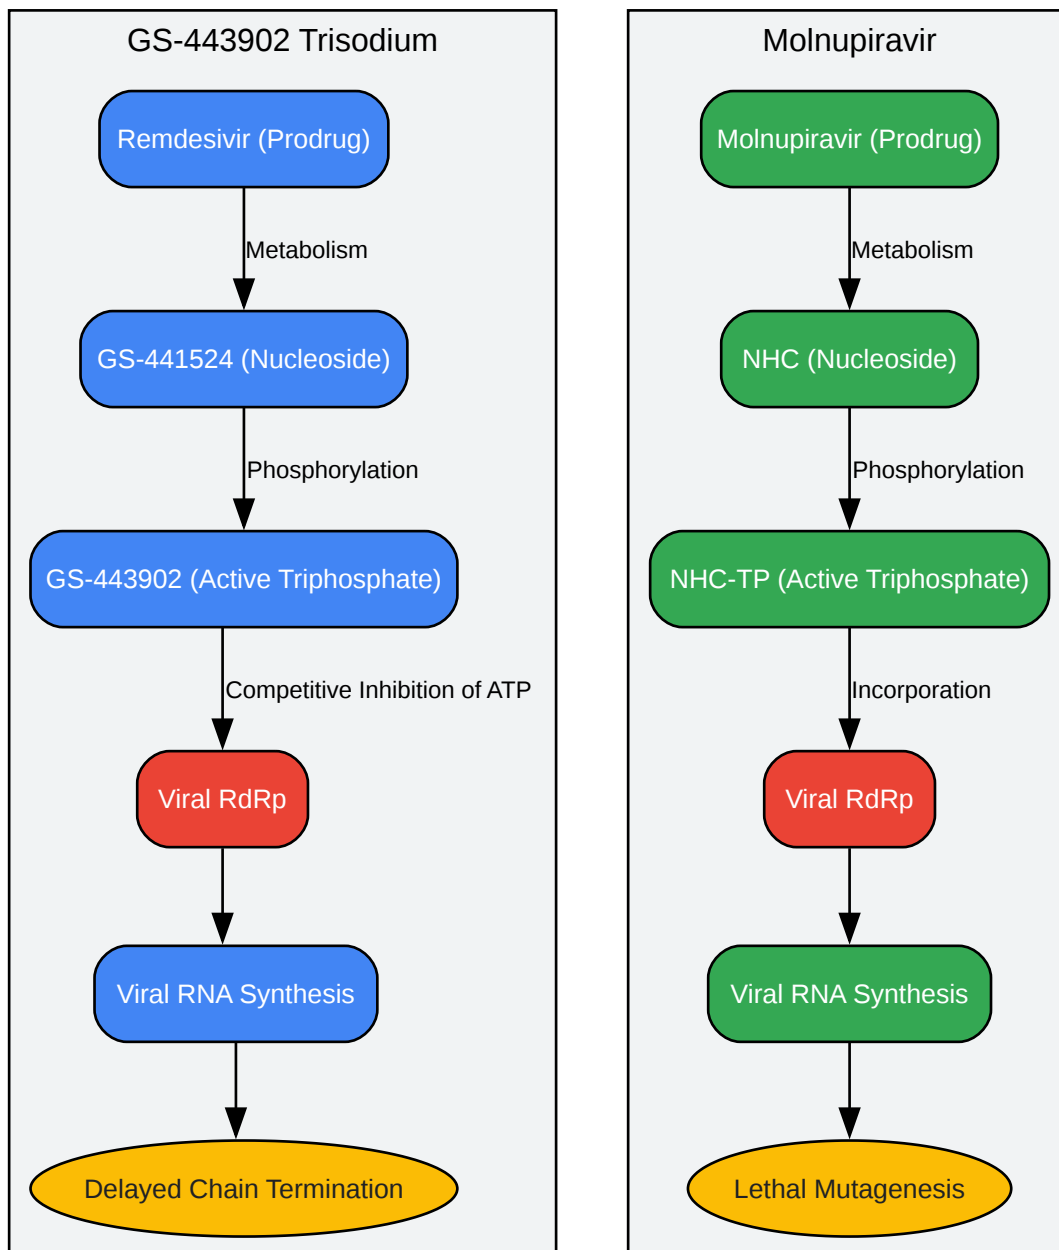 GS-443902 Trisodium
Remdesivir (Prodrug)
Metabolism
GS-441524 (Nucleoside)
Phosphorylation
GS-443902 (Active Triphosphate)
Competitive Inhibition of ATP
Viral RdRp
Viral RNA Synthesis
Delayed Chain Termination
Molnupiravir
Molnupiravir (Prodrug)
Metabolism
NHC (Nucleoside)
Phosphorylation
NHC-TP (Active Triphosphate)
Incorporation
Viral RdRp
Viral RNA Synthesis
Lethal Mutagenesis